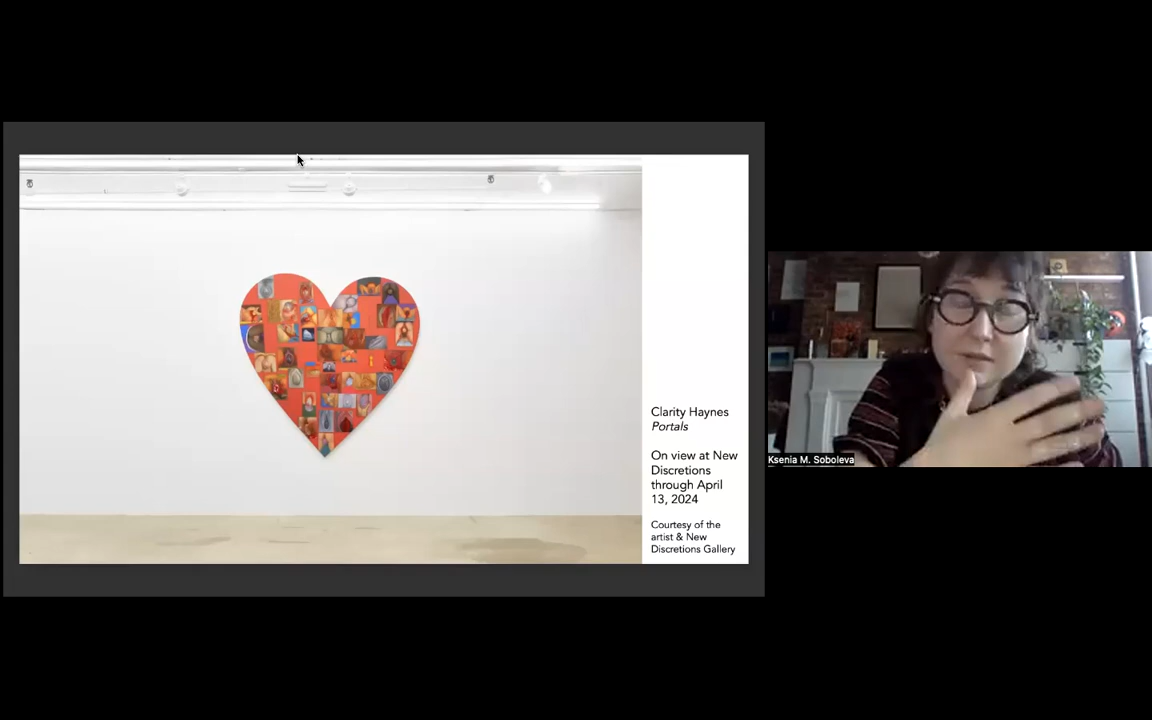 Clarity Haynes
Portals
On view at New
Discretions
through April
13, 2024
Courtesy of the
artist & New
Discretions Gallery
Ksenia M. Soboleva